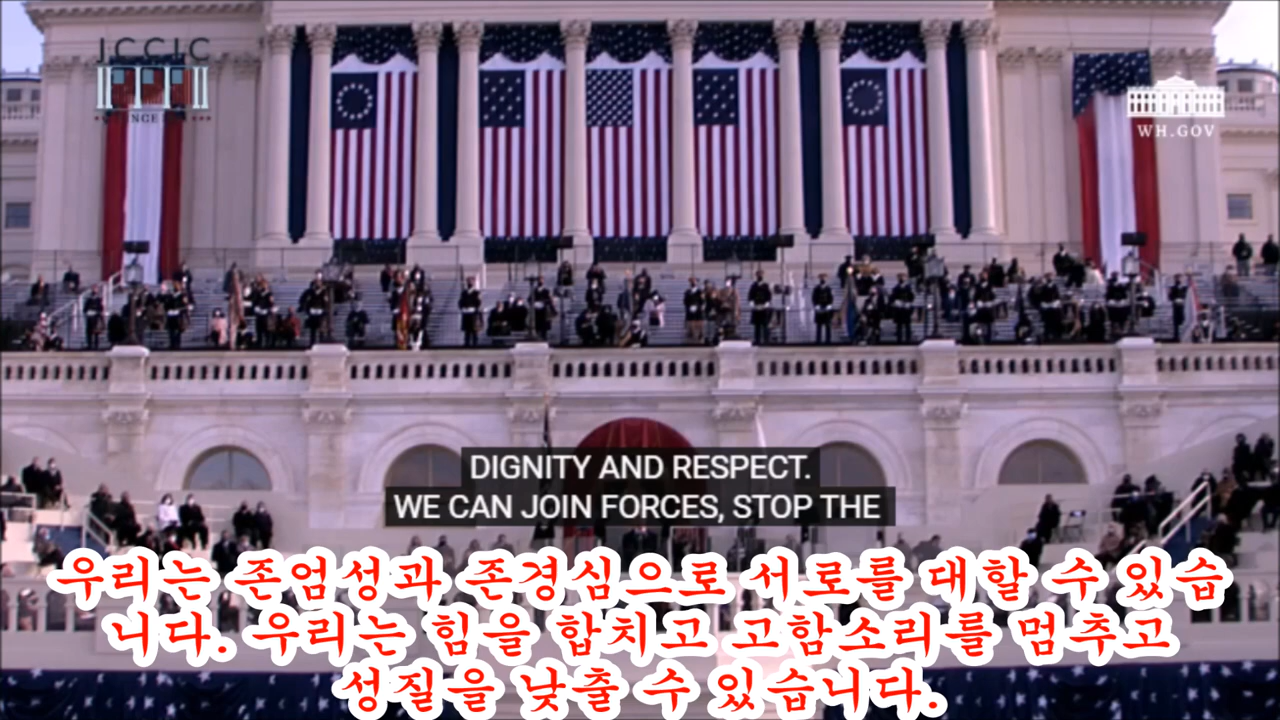 JCCIC
WH.GOV
DIGNITY AND RESPECT.
WE CAN JOIN FORCES, STOP THE
우리는 존엄성과 존경심으로 서로를 대할 수 있습
니다. 우리는 힘을 합치고 고함소리를 멈추고
성질을 낮출 수 있습니다.